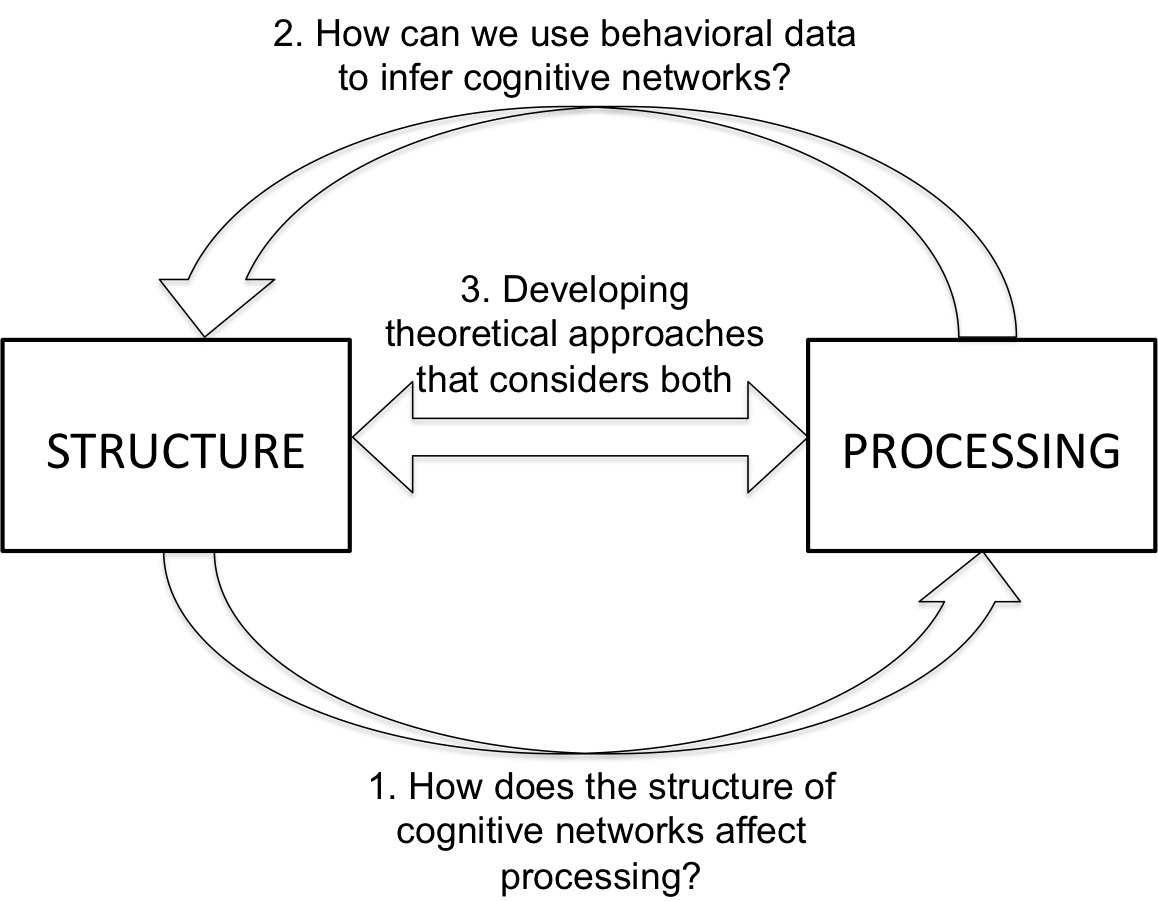 2. How can we use behavioral data
to infer cognitive networks?
3. Developing
theoretical approaches
that considers both
STRUCTURE
PROCESSING
1. How does the structure of
cognitive networks affect
processing?